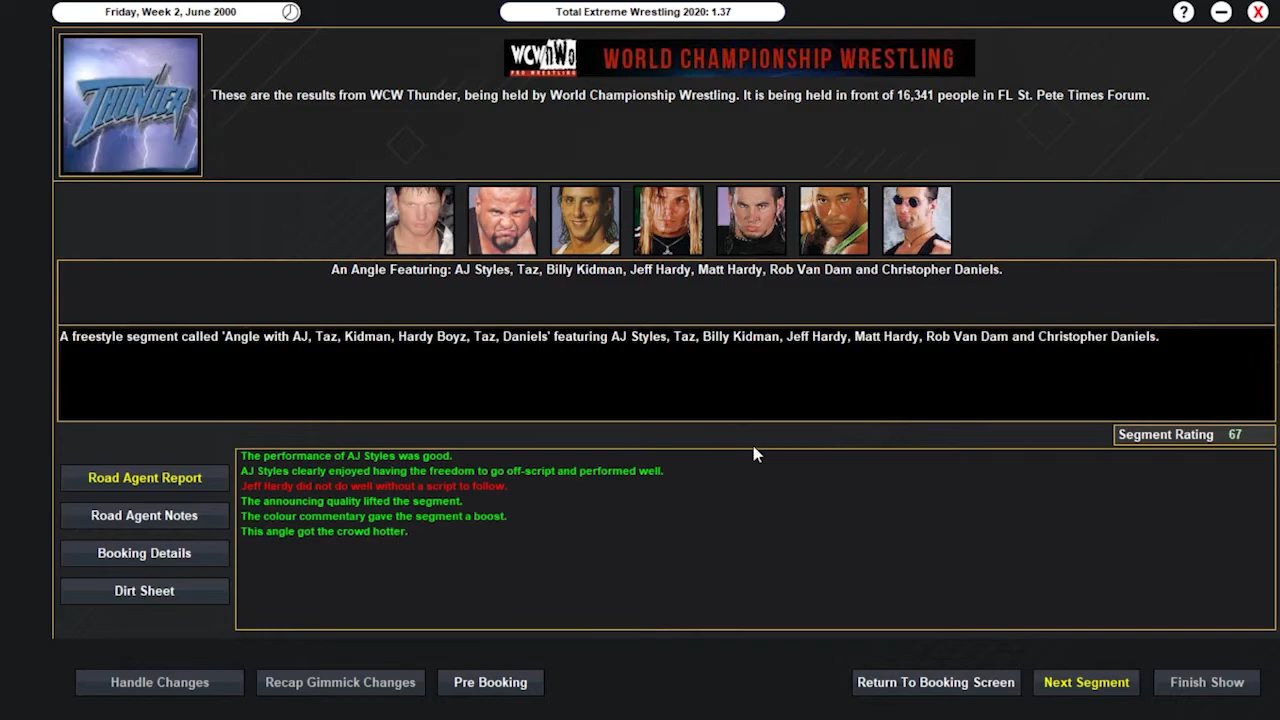 Friday, Week 2, June 2000
Total Extreme Wrestling 2020: 1.37
?
X
THUNDER
WCW nWo
PRO WRESTLING
WORLD CHAMPIONSHIP WRESTLING
These are the results from WCW Thunder, being held by World Championship Wrestling. It is being held in front of 16,341 people in FL St. Pete Times Forum.
An Angle Featuring: AJ Styles, Taz, Billy Kidman, Jeff Hardy, Matt Hardy, Rob Van Dam and Christopher Daniels.
A freestyle segment called 'Angle with AJ, Taz, Kidman, Hardy Boyz, Taz, Daniels' featuring AJ Styles, Taz, Billy Kidman, Jeff Hardy, Matt Hardy, Rob Van Dam and Christopher Daniels.
Segment Rating 67
Road Agent Report
Road Agent Notes
Booking Details
Dirt Sheet
The performance of AJ Styles was good.
AJ Styles clearly enjoyed having the freedom to go off-script and performed well.
Jeff Hardy did not do well without a script to follow.
The announcing quality lifted the segment.
The colour commentary gave the segment a boost.
This angle got the crowd hotter.
Handle Changes
Recap Gimmick Changes
Pre Booking
Return To Booking Screen
Next Segment
Finish Show